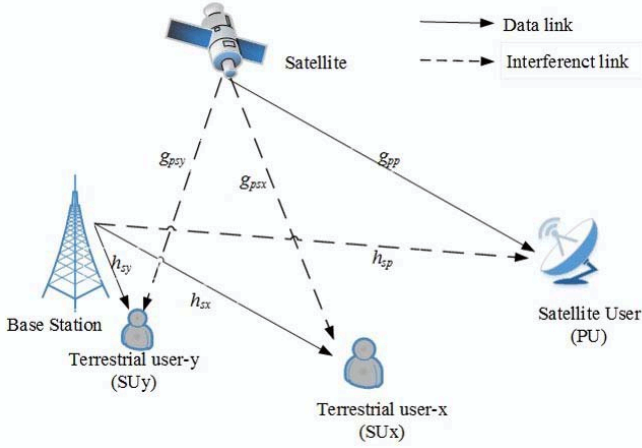 Data link
Satellite
Interferenct link
g_psy
g_psx
g_pp
h_sp
h_sy
h_sx
Base Station
Satellite User
(PU)
Terrestrial user-y
(SUy)
Terrestrial user-x
(SUx)